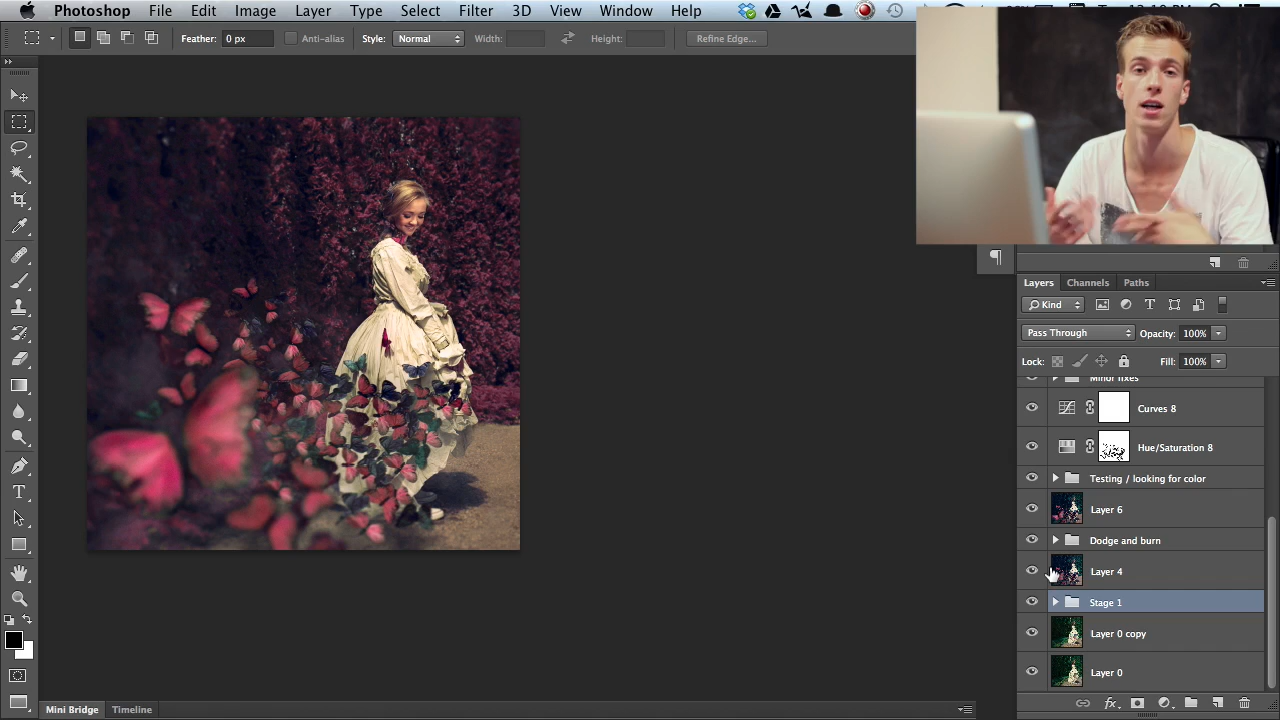 Photoshop File Edit Image Layer Type Select Filter 3D View Window Help
Feather: 0 px Anti-alias Style: Normal Width: Height: Refine Edge...
Layers Channels Paths
Kind
Pass Through Opacity: 100%
Lock: Fill: 100%
Minor fixes
Curves 8
Hue/Saturation 8
Testing / looking for color
Layer 6
Dodge and burn
Layer 4
Stage 1
Layer 0 copy
Layer 0
fx
Mini Bridge Timeline